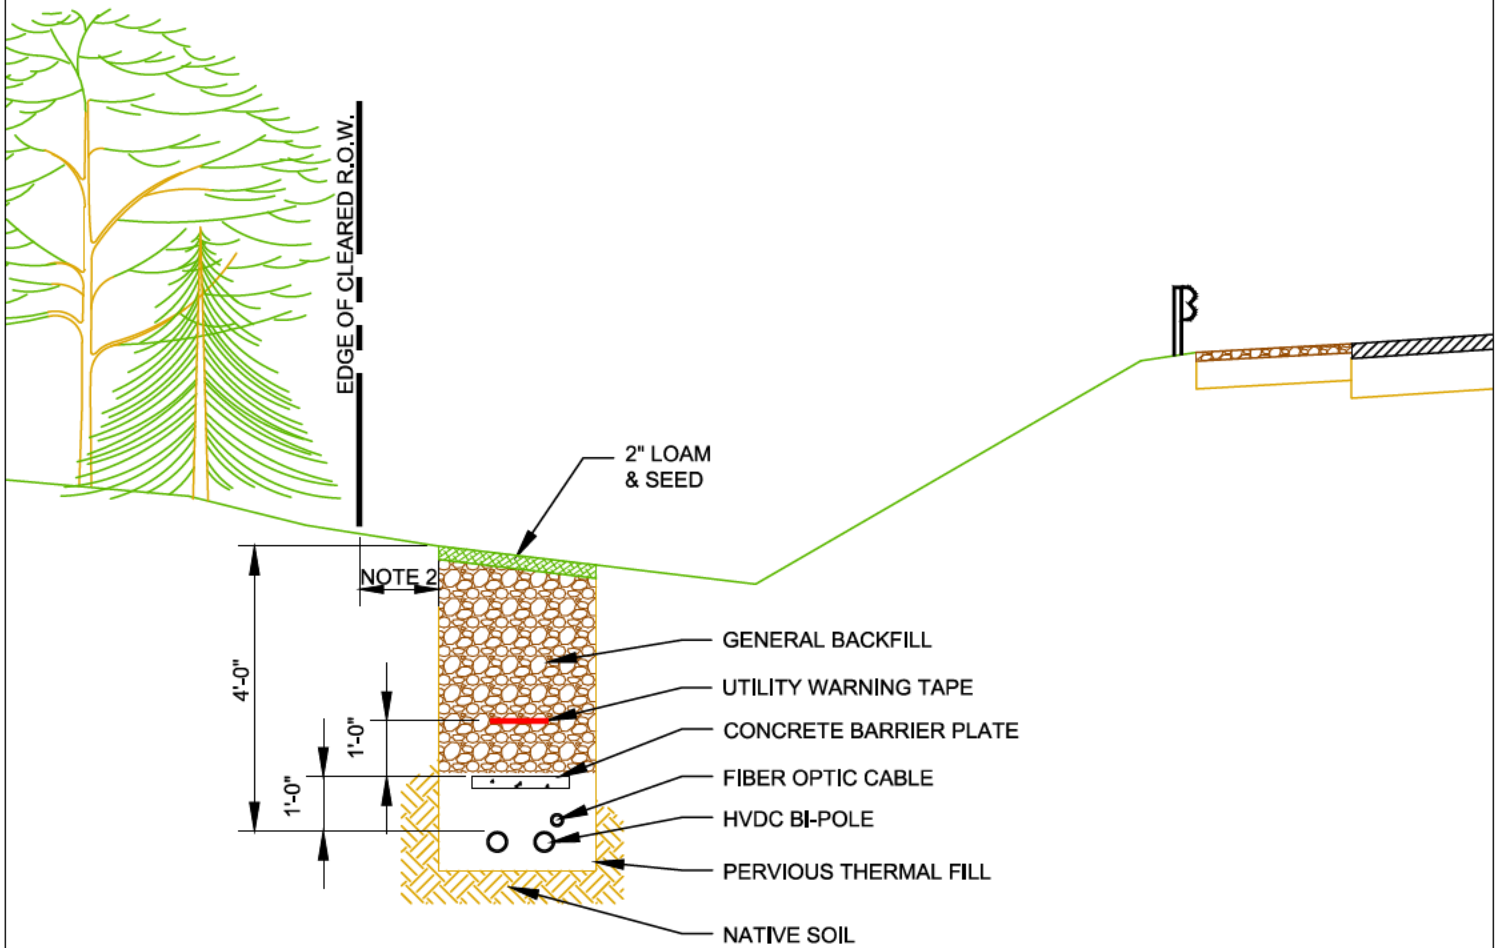 EDGE OF CLEARED R.O.W.
2" LOAM
& SEED
NOTE 2
4'-0"
1'-0"
1'-0"
GENERAL BACKFILL
UTILITY WARNING TAPE
CONCRETE BARRIER PLATE
FIBER OPTIC CABLE
HVDC BI-POLE
PERVIOUS THERMAL FILL
NATIVE SOIL